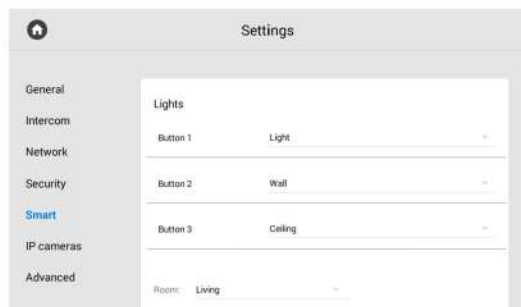 Settings
General
Intercom
Network
Security
Smart
IP cameras
Advanced
Lights
Button 1 Light
Button 2 Wall
Button 3 Ceiling
Room: Living